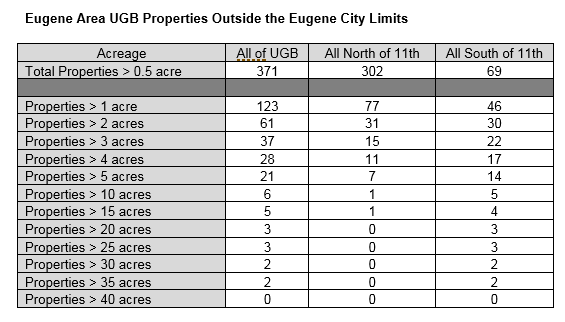 Eugene Area UGB Properties Outside the Eugene City Limits
Acreage All of UGB All North of 11th All South of 11th
Total Properties > 0.5 acre 371 302 69
Properties > 1 acre 123 77 46
Properties > 2 acres 61 31 30
Properties > 3 acres 37 15 22
Properties > 4 acres 28 11 17
Properties > 5 acres 21 7 14
Properties > 10 acres 6 1 5
Properties > 15 acres 5 1 4
Properties > 20 acres 3 0 3
Properties > 25 acres 3 0 3
Properties > 30 acres 2 0 2
Properties > 35 acres 2 0 2
Properties > 40 acres 0 0 0